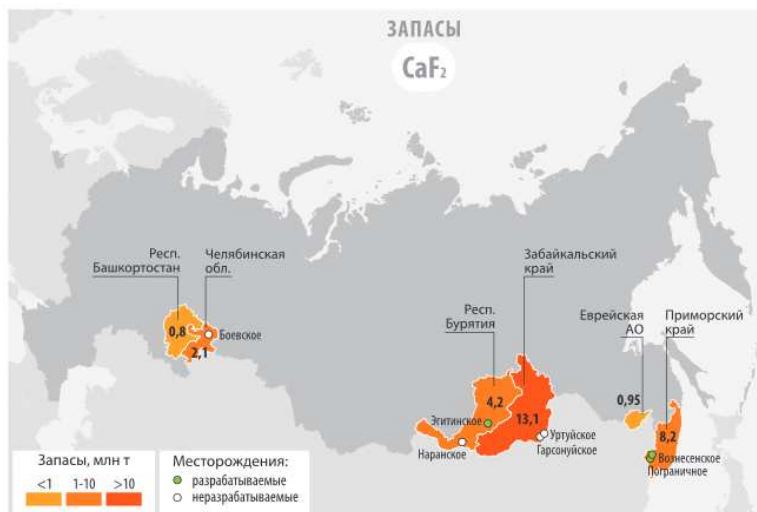 ЗАПАСЫ
CaF₂
Респ.
Башкортостан
Челябинская
обл.
0,8
2,1
Боевское
Забайкальский
край
Респ.
Бурятия
4,2
13,1
Эгитинское
Наранское
Уртуйское
Гарсонуйское
Еврейская
АО
0,95
Приморский
край
8,2
Вознесенское
Пограничное
Запасы, млн т
<1 1-10 >10
Месторождения:
разрабатываемые
неразрабатываемые